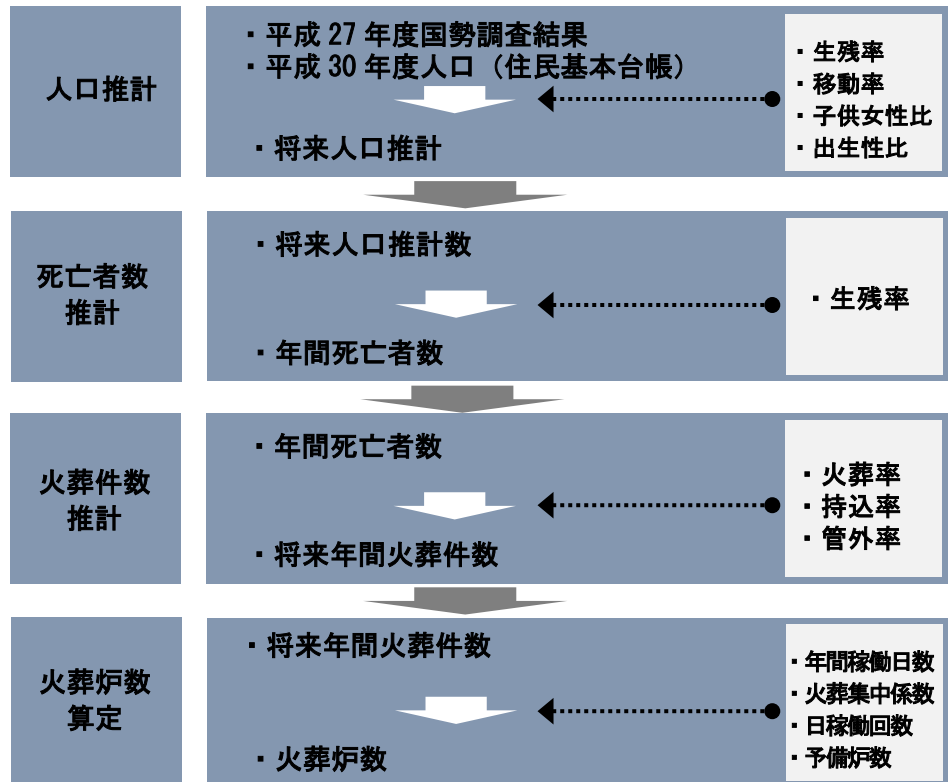 人口推計
・平成 27 年度国勢調査結果
・平成 30 年度人口（住民基本台帳）
・将来人口推計
・生残率
・移動率
・子供女性比
・出生性比
死亡者数
推計
・将来人口推計数
・年間死亡者数
・生残率
火葬件数
推計
・年間死亡者数
・将来年間火葬件数
・火葬率
・持込率
・管外率
火葬炉数
算定
・将来年間火葬件数
・火葬炉数
・年間稼働日数
・火葬集中係数
・日稼働回数
・予備炉数